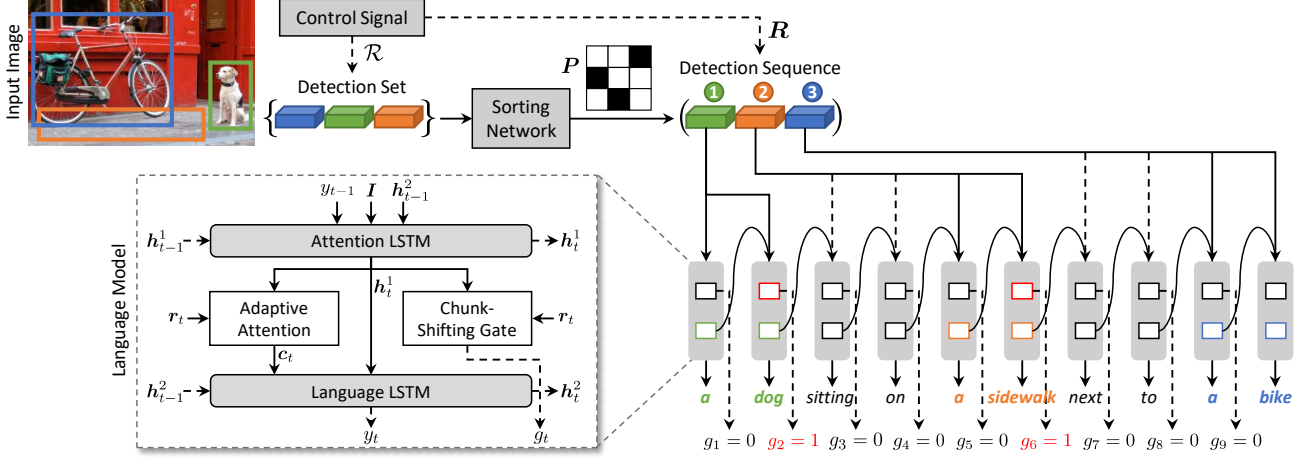 Input Image
Control Signal
R
ℛ
Detection Set
Sorting
Network
P
Detection Sequence
1 2 3
{ }
( )
Language Model
y_{t−1} I h^2_{t−1}
h^1_{t−1}
Attention LSTM
h^1_t
h^1_t
r_t
Adaptive
Attention
Chunk-
Shifting Gate
r_t
c_t
h^2_{t−1}
Language LSTM
h^2_t
y_t
g_t
a dog sitting on a sidewalk next to a bike
g_1 = 0 g_2 = 1 g_3 = 0 g_4 = 0 g_5 = 0 g_6 = 1 g_7 = 0 g_8 = 0 g_9 = 0